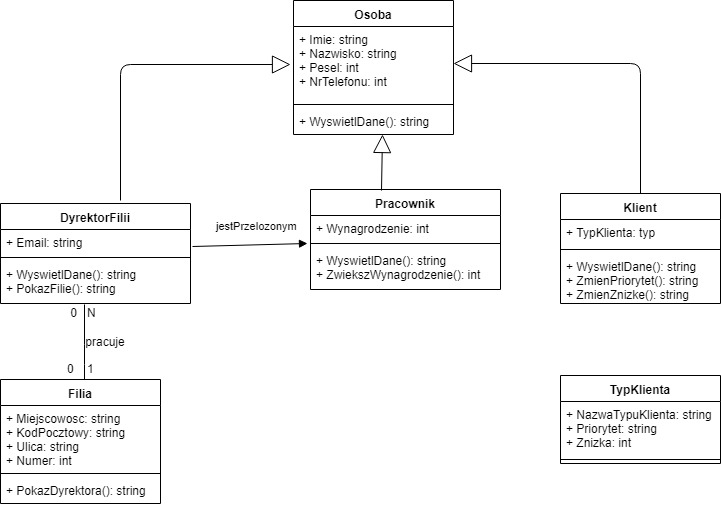 Osoba
+ Imie: string
+ Nazwisko: string
+ Pesel: int
+ NrTelefonu: int
+ WyswietlDane(): string
DyrektorFilii
+ Email: string
+ WyswietlDane(): string
+ PokazFilie(): string
jestPrzelozonym
Pracownik
+ Wynagrodzenie: int
+ WyswietlDane(): string
+ ZwiekszWynagrodzenie(): int
Klient
+ TypKlienta: typ
+ WyswietlDane(): string
+ ZmienPriorytet(): string
+ ZmienZnizke(): string
0 N
pracuje
0 1
Filia
+ Miejscowosc: string
+ KodPocztowy: string
+ Ulica: string
+ Numer: int
+ PokazDyrektora(): string
TypKlienta
+ NazwaTypuKlienta: string
+ Priorytet: string
+ Znizka: int